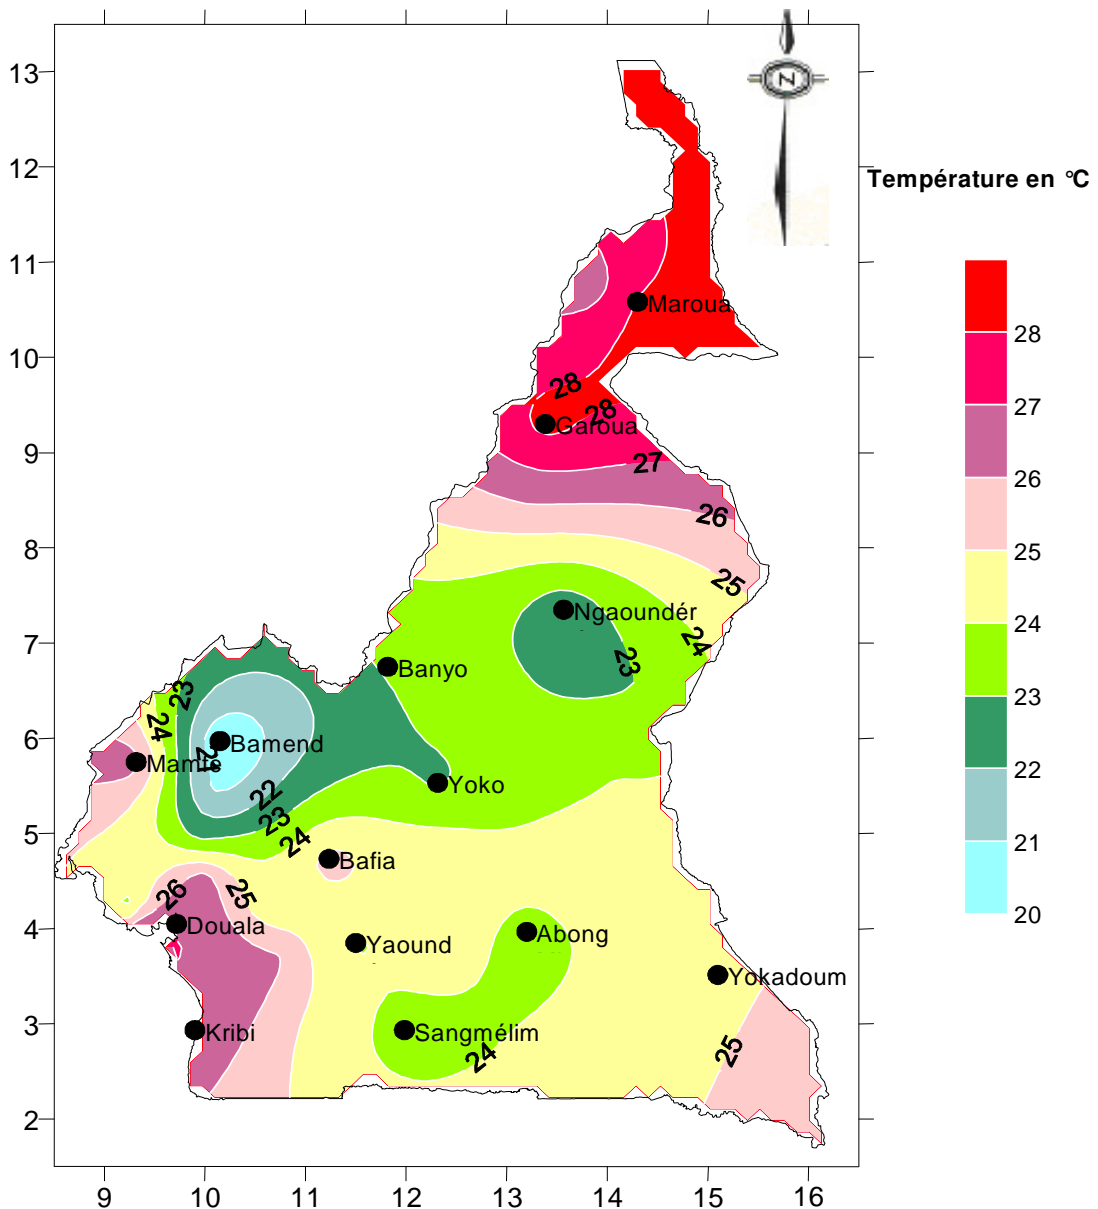 13
12
11
10
9
8
7
6
5
4
3
2
N
Température en °C
28
27
26
25
24
23
22
21
20
Maroua
28
28
Garoua
27
26
25
Ngaoundér
24
23
Banyo
23
24
Bamend
21
Mamfe
Yoko
22
23
24
Bafia
26
25
Douala
Yaound
Abong
Yokadoum
Kribi
Sangmélim
24
25
9 10 11 12 13 14 15 16